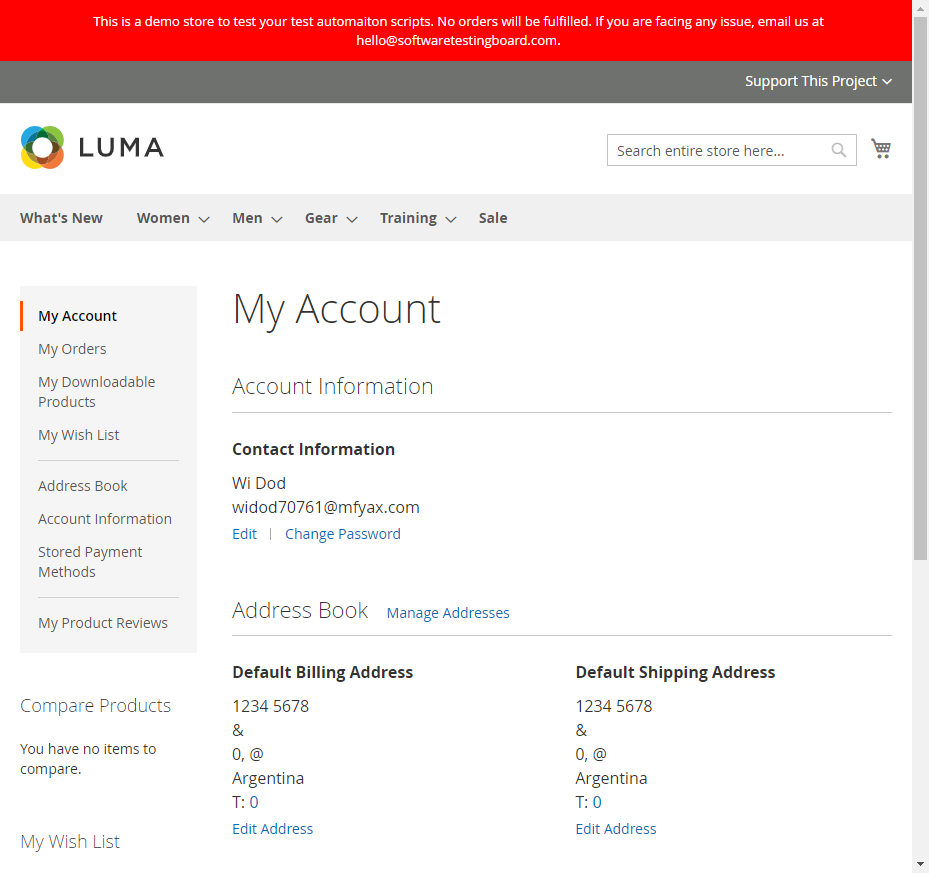 This is a demo store to test your test automaiton scripts. No orders will be fulfilled. If you are facing any issue, email us at
hello@softwaretestingboard.com.
Support This Project
LUMA
Search entire store here...
What's New Women Men Gear Training Sale
My Account
My Orders
My Downloadable
Products
My Wish List
Address Book
Account Information
Stored Payment
Methods
My Product Reviews
Compare Products
You have no items to
compare.
My Wish List
My Account
Account Information
Contact Information
Wi Dod
widod70761@mfyax.com
Edit | Change Password
Address Book Manage Addresses
Default Billing Address
1234 5678
&
0, @
Argentina
T: 0
Edit Address
Default Shipping Address
1234 5678
&
0, @
Argentina
T: 0
Edit Address